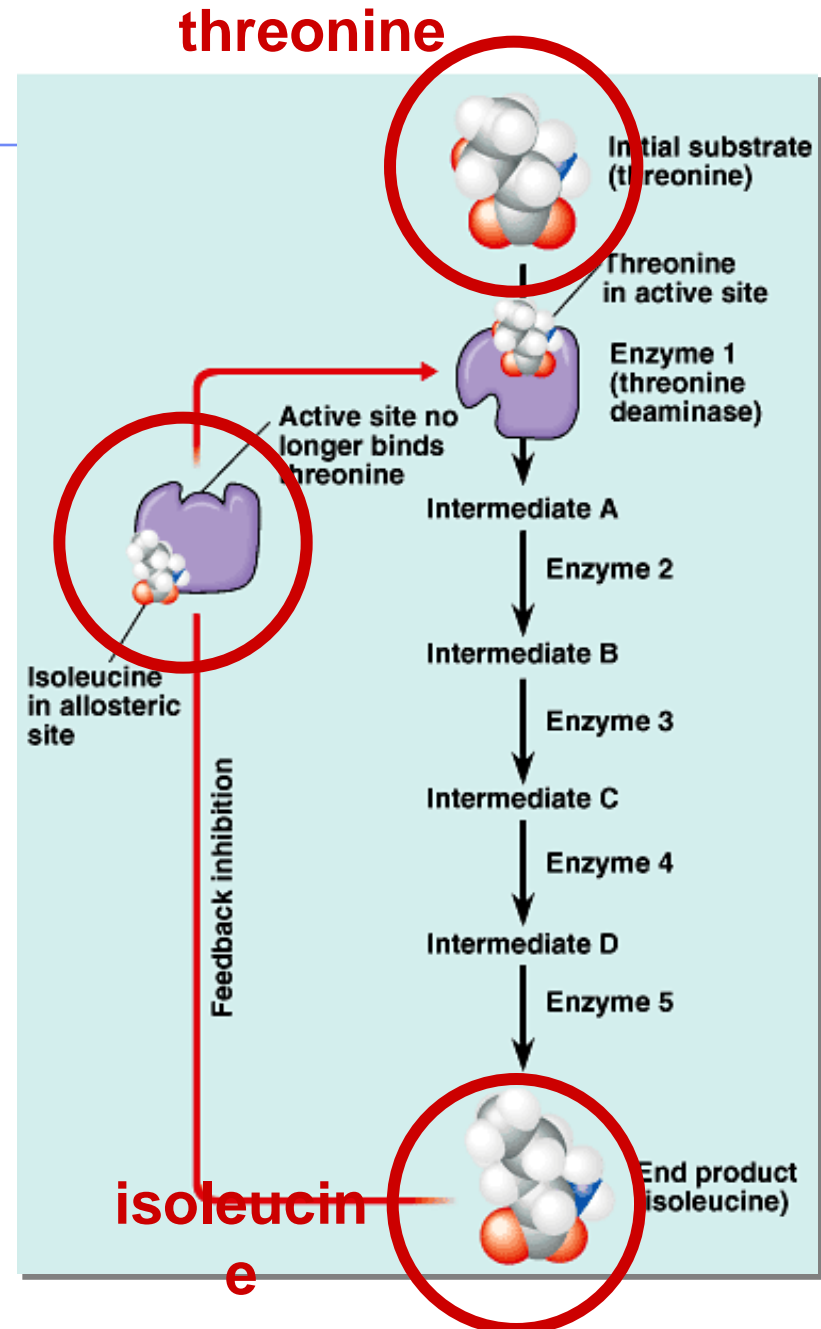 threonine
Initial substrate
(threonine)
Threonine
in active site
Enzyme 1
(threonine
deaminase)
Active site no
longer binds
threonine
Intermediate A
Enzyme 2
Intermediate B
Isoleucine
in allosteric
site
Enzyme 3
Feedback inhibition
Intermediate C
Enzyme 4
Intermediate D
Enzyme 5
End product
(isoleucine)
isoleucin
e